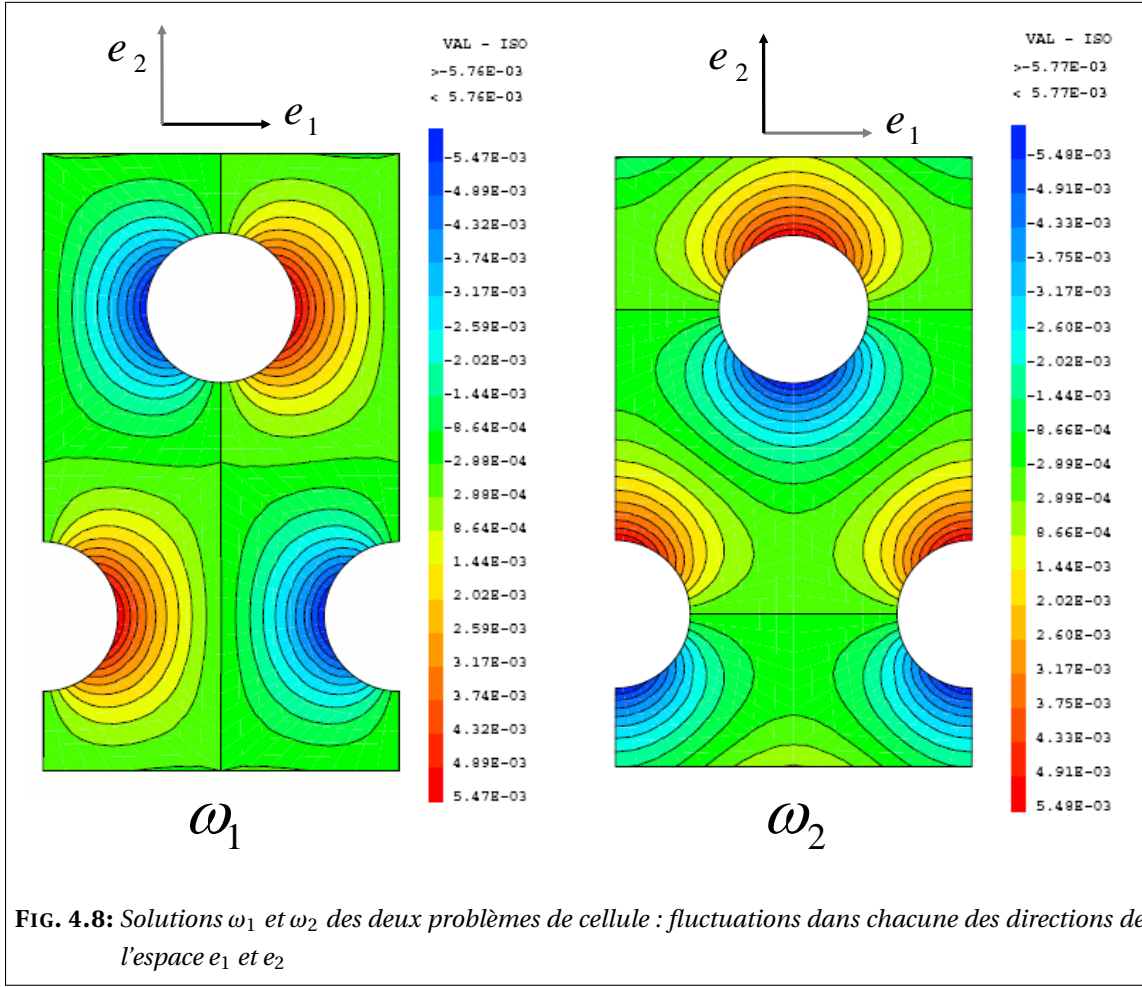 e₂
e₁
VAL - ISO
>-5.76E-03
< 5.76E-03
-5.47E-03
-4.89E-03
-4.32E-03
-3.74E-03
-3.17E-03
-2.59E-03
-2.02E-03
-1.44E-03
-8.64E-04
-2.88E-04
2.88E-04
8.64E-04
1.44E-03
2.02E-03
2.59E-03
3.17E-03
3.74E-03
4.32E-03
4.89E-03
5.47E-03
ω₁
e₂
e₁
VAL - ISO
>-5.77E-03
< 5.77E-03
-5.48E-03
-4.91E-03
-4.33E-03
-3.75E-03
-3.17E-03
-2.60E-03
-2.02E-03
-1.44E-03
-8.66E-04
-2.89E-04
2.89E-04
8.66E-04
1.44E-03
2.02E-03
2.60E-03
3.17E-03
3.75E-03
4.33E-03
4.91E-03
5.48E-03
ω₂
FIG. 4.8: Solutions ω₁ et ω₂ des deux problèmes de cellule : fluctuations dans chacune des directions de
l'espace e₁ et e₂